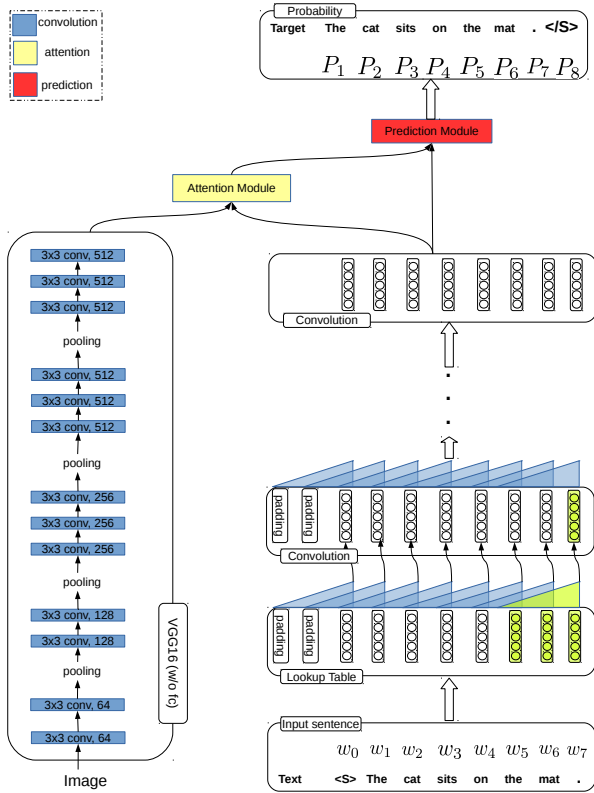 convolution
attention
prediction
Probability
Target The cat sits on the mat . </S>
P1 P2 P3 P4 P5 P6 P7 P8
Prediction Module
Attention Module
3x3 conv, 512
3x3 conv, 512
3x3 conv, 512
pooling
3x3 conv, 512
3x3 conv, 512
3x3 conv, 512
pooling
3x3 conv, 256
3x3 conv, 256
3x3 conv, 256
pooling
3x3 conv, 128
3x3 conv, 128
pooling
3x3 conv, 64
3x3 conv, 64
VGG16 (w/o fc)
Image
Convolution
.
.
.
padding padding
Convolution
padding padding
Lookup Table
Input sentence
w0 w1 w2 w3 w4 w5 w6 w7
Text <S> The cat sits on the mat .